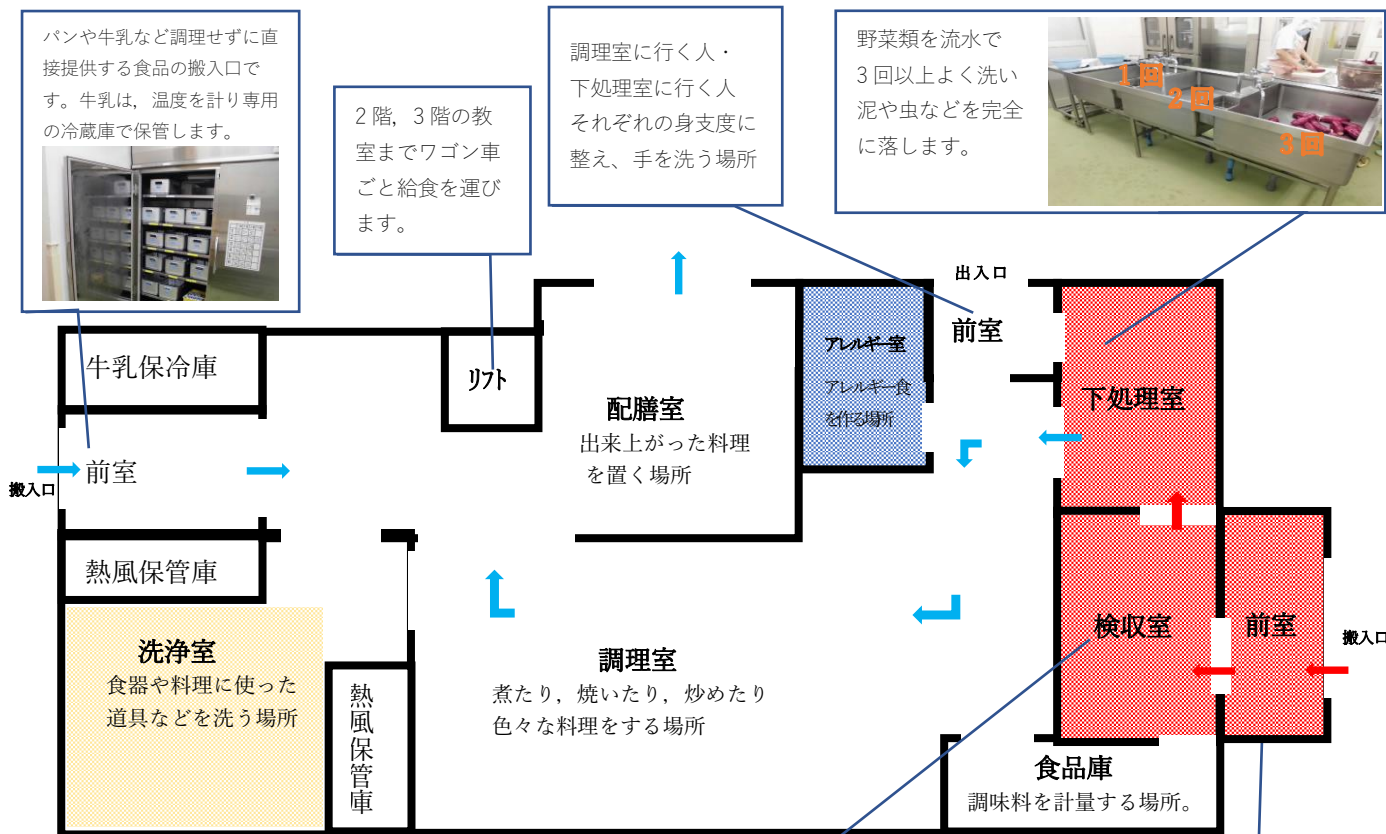 パンや牛乳など調理せずに直
接提供する食品の搬入口で
す。牛乳は，温度を計り専用
の冷蔵庫で保管します。
2階，3階の教
室までワゴン車
ごと給食を運び
ます。
調理室に行く人・
下処理室に行く人
それぞれの身支度に
整え、手を洗う場所
野菜類を流水で
3回以上よく洗い
泥や虫などを完全
に落します。
1回
2回
3回
出入口
牛乳保冷庫
リフト
配膳室
出来上がった料理
を置く場所
アレルギー室
アレルギー食
を作る場所
前室
下処理室
搬入口
前室
熱風保管庫
洗浄室
食器や料理に使った
道具などを洗う場所
熱風保管庫
調理室
煮たり，焼いたり，炒めたり
色々な料理をする場所
検収室
前室
搬入口
食品庫
調味料を計量する場所。